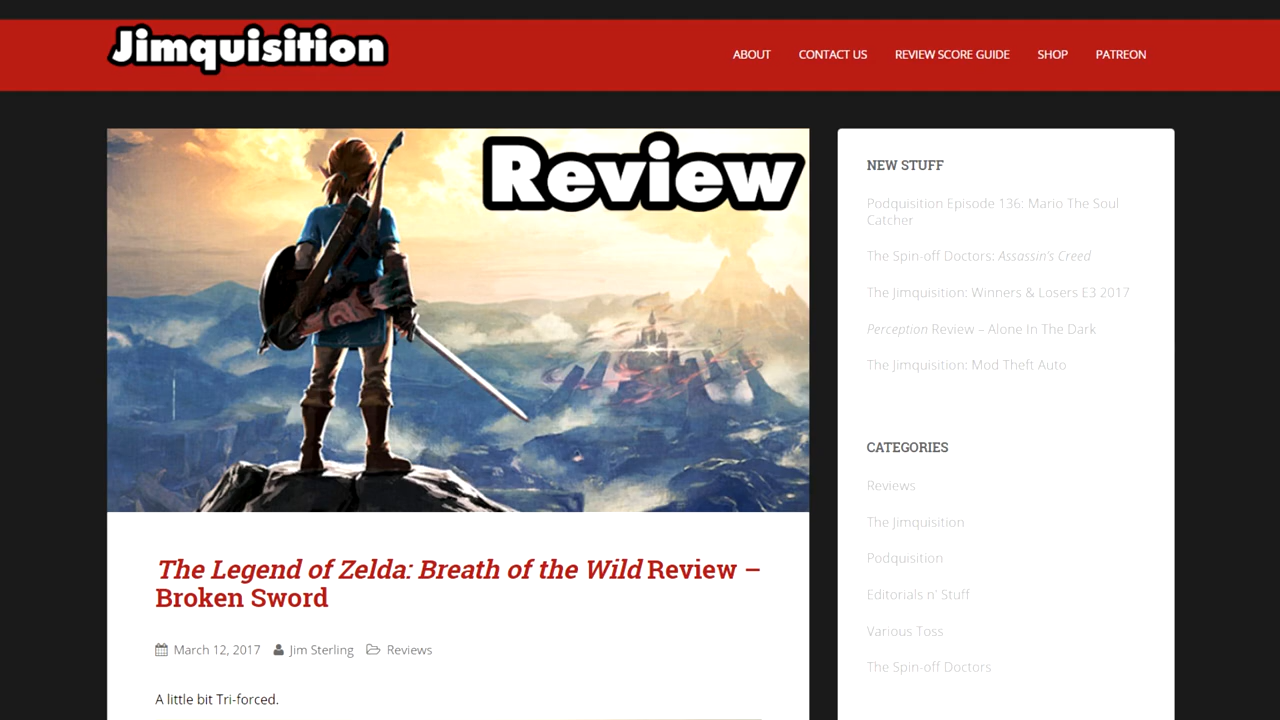 Jimquisition
ABOUT CONTACT US REVIEW SCORE GUIDE SHOP PATREON
Review
The Legend of Zelda: Breath of the Wild Review –
Broken Sword
March 12, 2017 Jim Sterling Reviews
A little bit Tri-forced.
NEW STUFF
Podquisition Episode 136: Mario The Soul
Catcher
The Spin-off Doctors: Assassin's Creed
The Jimquisition: Winners & Losers E3 2017
Perception Review – Alone In The Dark
The Jimquisition: Mod Theft Auto
CATEGORIES
Reviews
The Jimquisition
Podquisition
Editorials n' Stuff
Various Toss
The Spin-off Doctors